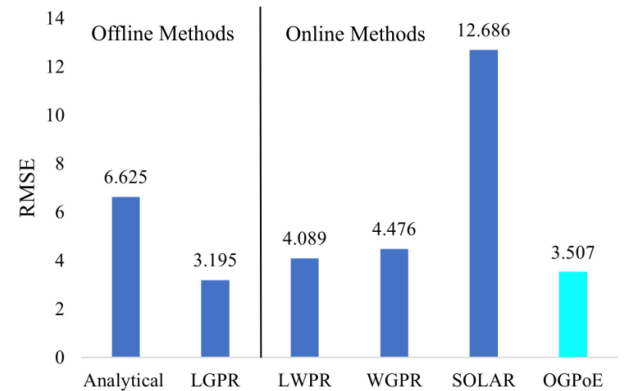 14
Offline Methods
Online Methods
12.686
12
10
8
6.625
RMSE
6
4.089
4.476
3.195
3.507
4
2
0
Analytical
LGPR
LWPR
WGPR
SOLAR
OGPoE